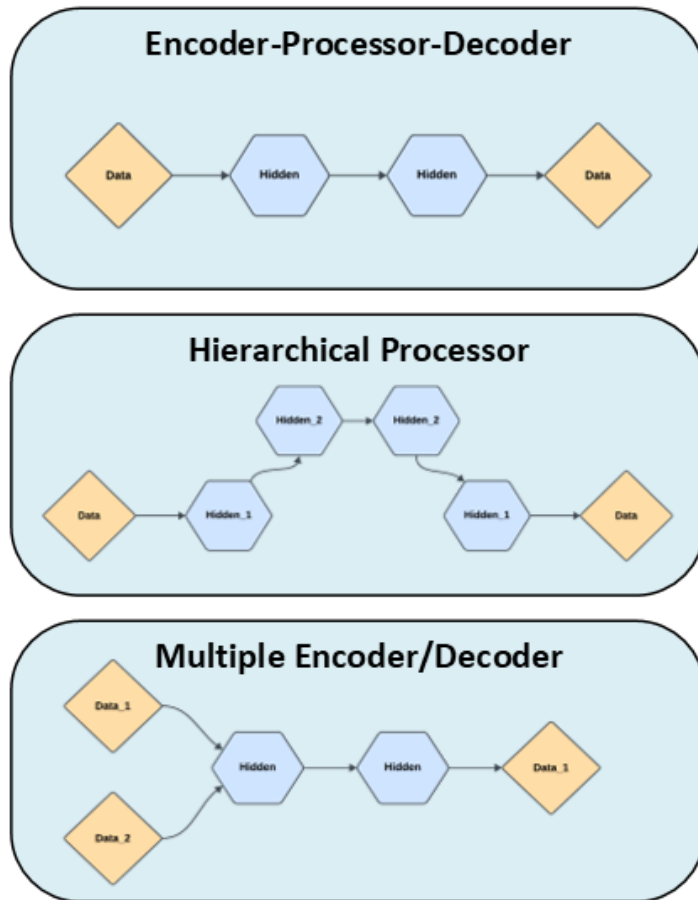 Encoder-Processor-Decoder
Data
Hidden
Hidden
Data
Hierarchical Processor
Hidden_2
Hidden_2
Data
Hidden_1
Hidden_1
Data
Multiple Encoder/Decoder
Data_1
Hidden
Hidden
Data_1
Data_2